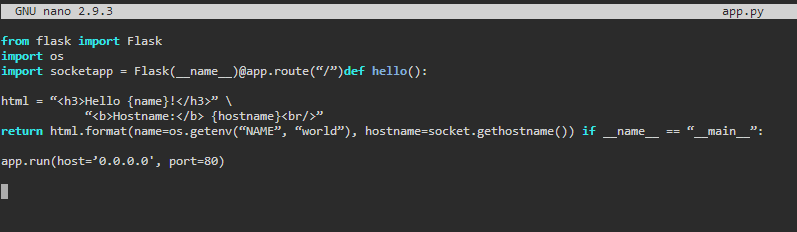 GNU nano 2.9.3 app.py
from flask import Flask
import os
import socketapp = Flask(__name__)@app.route(“/”)def hello():
html = “<h3>Hello {name}!</h3>” \
“<b>Hostname:</b> {hostname}<br/>”
return html.format(name=os.getenv(“NAME”, “world”), hostname=socket.gethostname()) if __name__ == “__main__”:
app.run(host=’0.0.0.0', port=80)